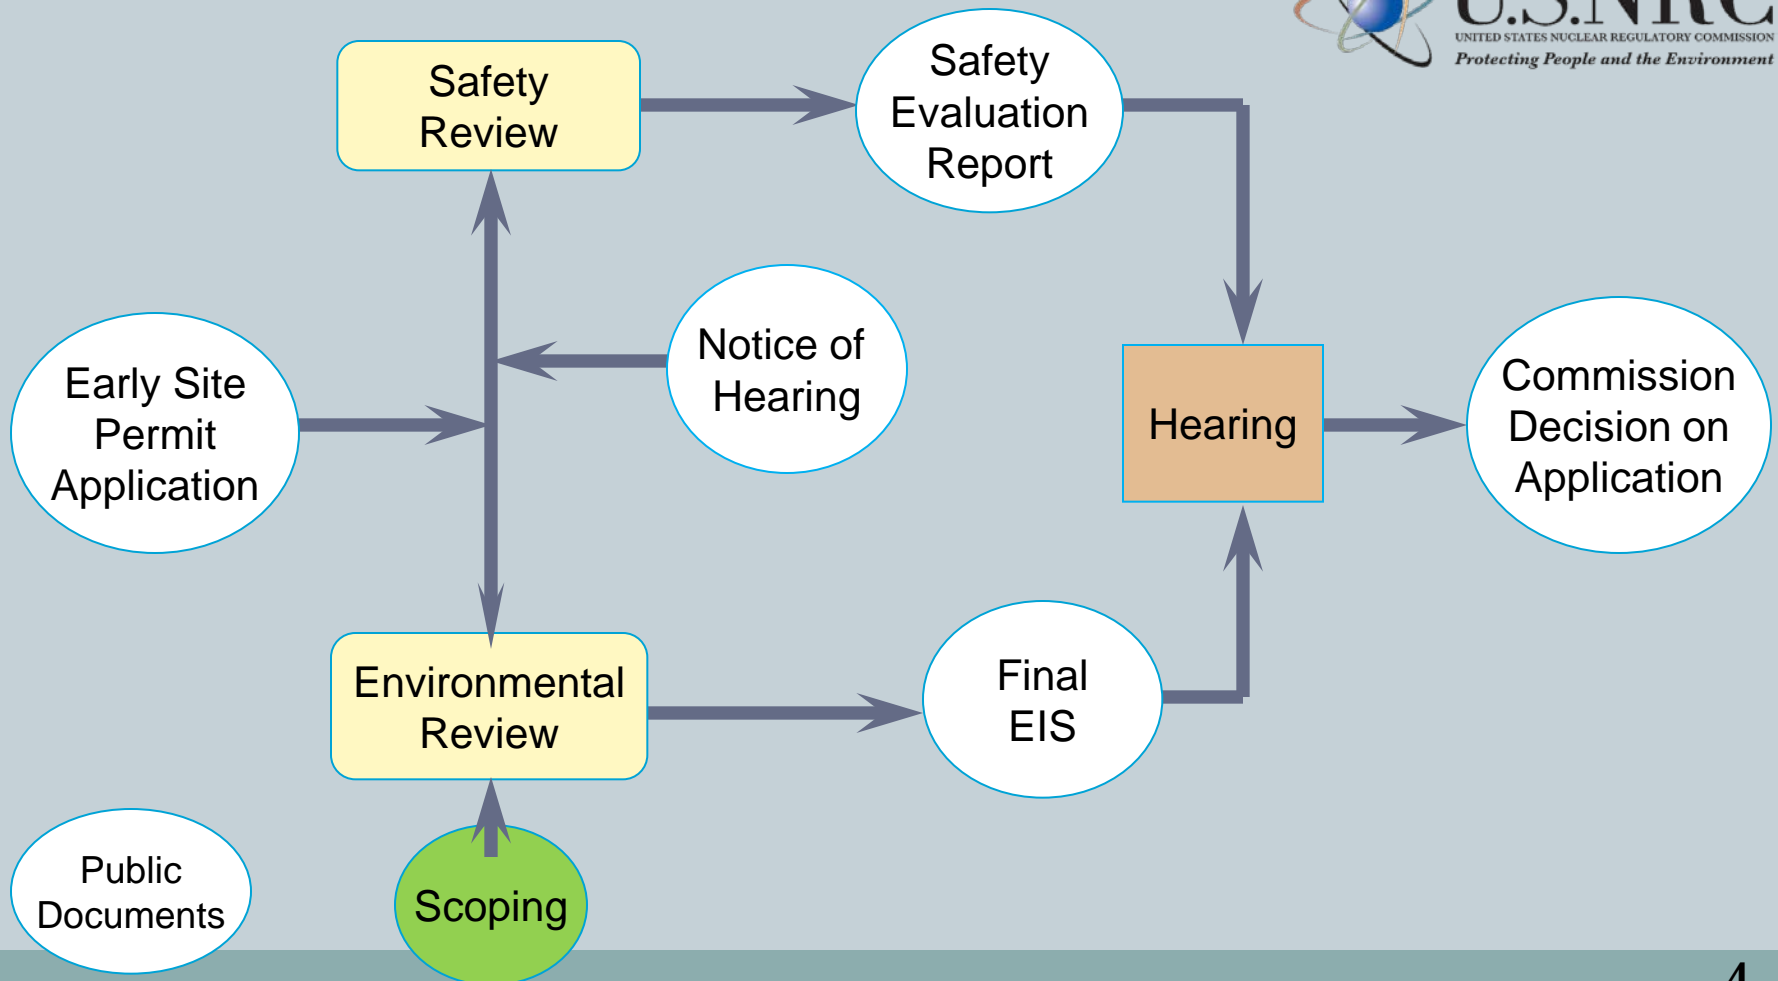 U.S.NRC
UNITED STATES NUCLEAR REGULATORY COMMISSION
Protecting People and the Environment
Safety
Review
Safety
Evaluation
Report
Early Site
Permit
Application
Notice of
Hearing
Hearing
Commission
Decision on
Application
Environmental
Review
Final
EIS
Public
Documents
Scoping
4